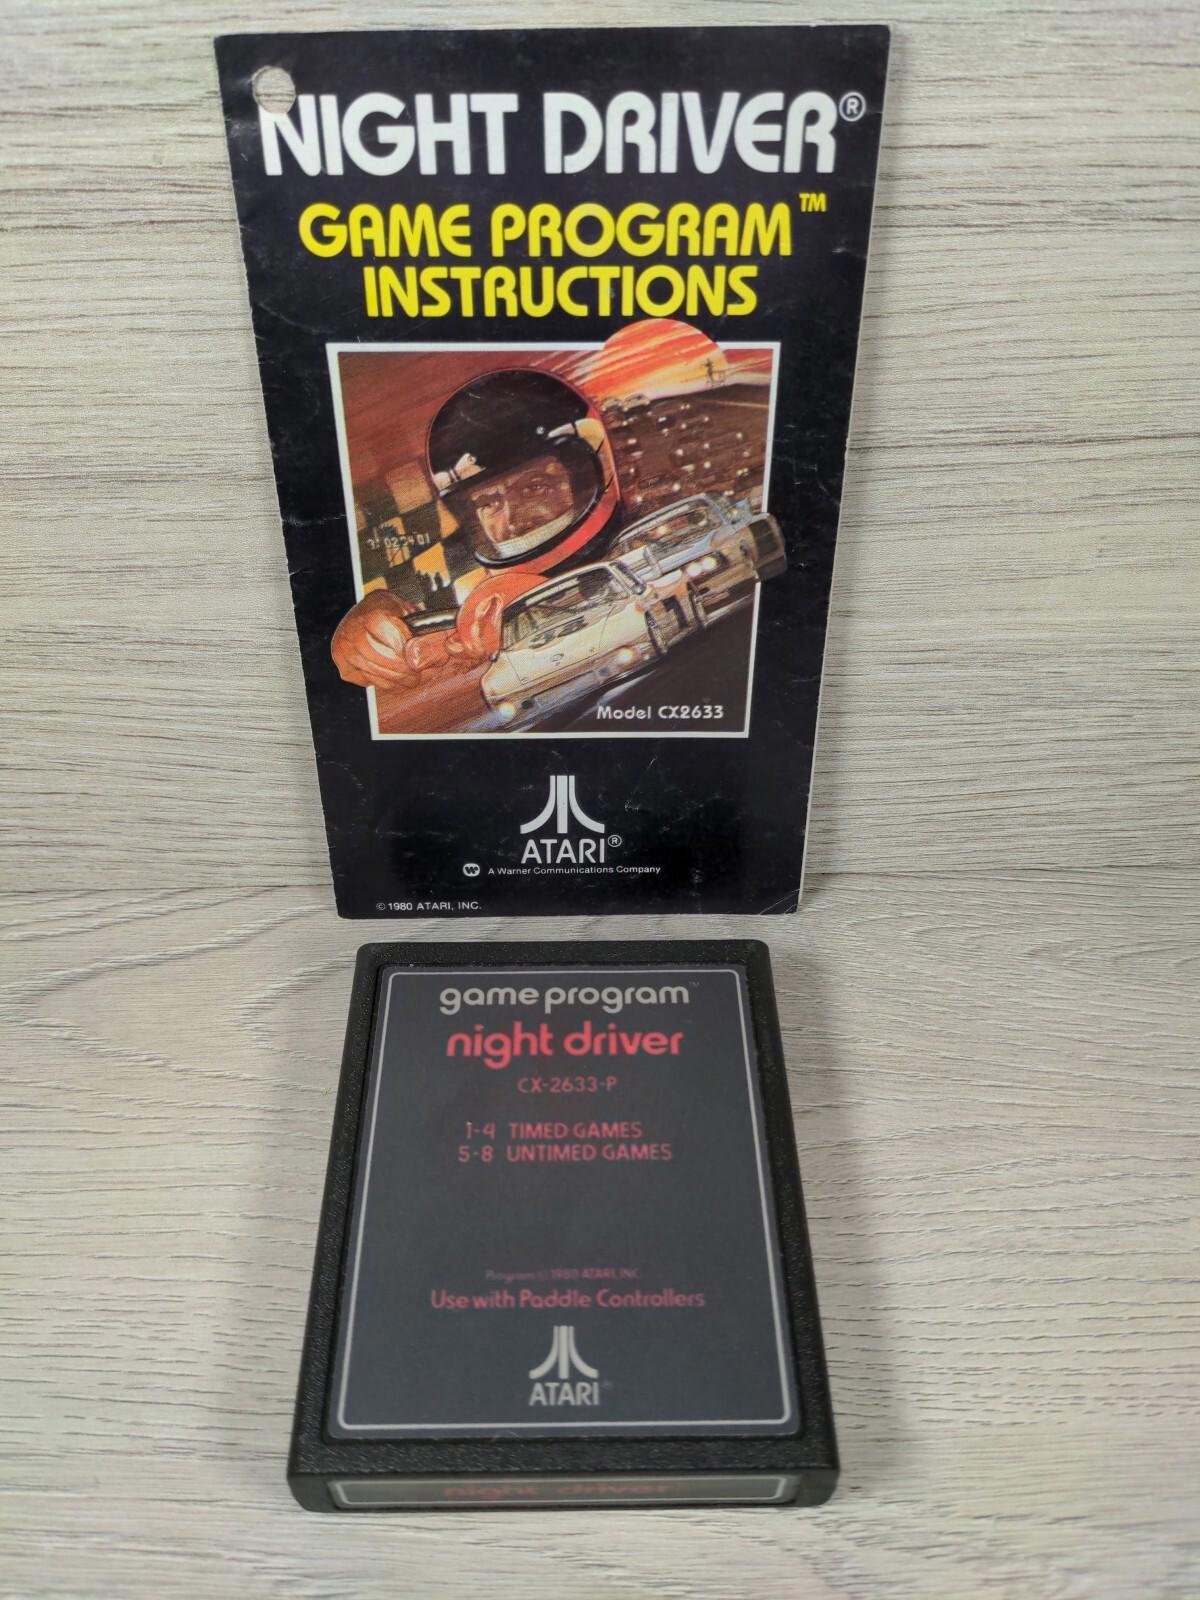 NIGHT DRIVER®
GAME PROGRAM™
INSTRUCTIONS
Model CX2633
ATARI®
A Warner Communications Company
© 1980 ATARI, INC.
game program™
night driver
CX-2633-P
1-4 TIMED GAMES
5-8 UNTIMED GAMES
Program © 1980 ATARI, INC.
Use with Paddle Controllers
ATARI
night driver